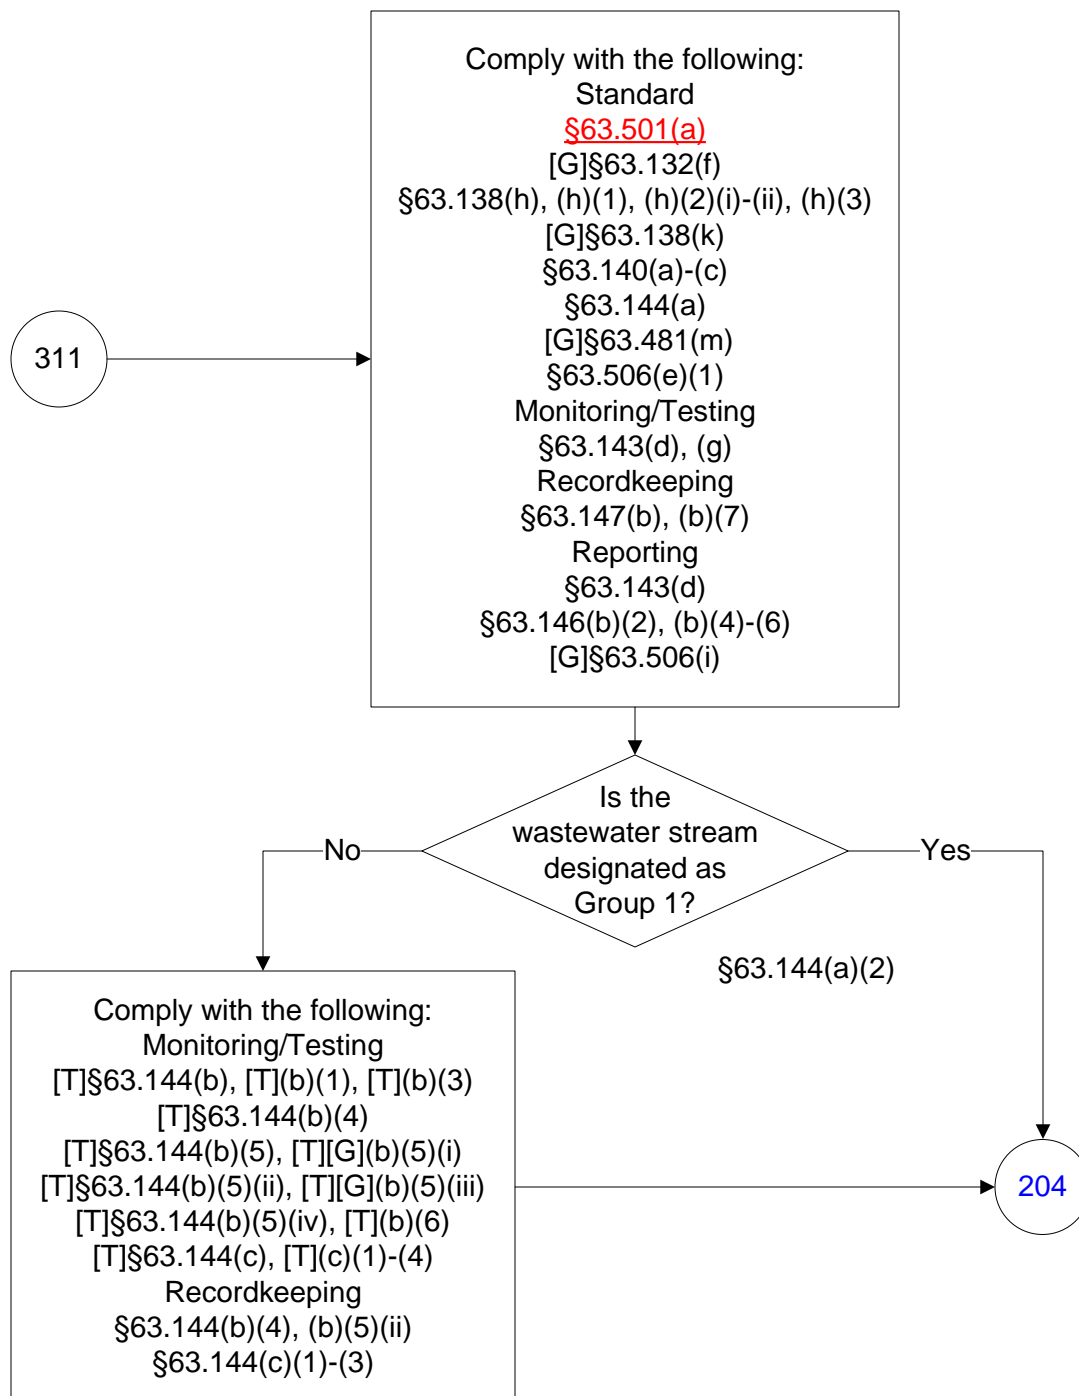 Comply with the following:
Standard
§63.501(a)
[G]§63.132(f)
§63.138(h), (h)(1), (h)(2)(i)-(ii), (h)(3)
[G]§63.138(k)
§63.140(a)-(c)
§63.144(a)
[G]§63.481(m)
§63.506(e)(1)
Monitoring/Testing
§63.143(d), (g)
Recordkeeping
§63.147(b), (b)(7)
Reporting
§63.143(d)
§63.146(b)(2), (b)(4)-(6)
[G]§63.506(i)
311
Is the
wastewater stream
designated as
Group 1?
No
Yes
§63.144(a)(2)
Comply with the following:
Monitoring/Testing
[T]§63.144(b), [T](b)(1), [T](b)(3)
[T]§63.144(b)(4)
[T]§63.144(b)(5), [T][G](b)(5)(i)
[T]§63.144(b)(5)(ii), [T][G](b)(5)(iii)
[T]§63.144(b)(5)(iv), [T](b)(6)
[T]§63.144(c), [T](c)(1)-(4)
Recordkeeping
§63.144(b)(4), (b)(5)(ii)
§63.144(c)(1)-(3)
204